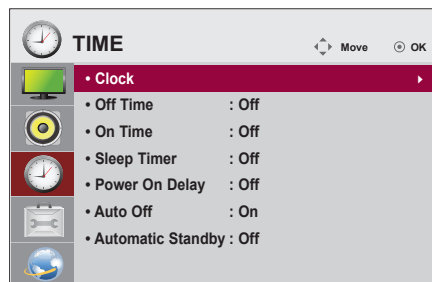 TIME Move OK
• Clock
• Off Time : Off
• On Time : Off
• Sleep Timer : Off
• Power On Delay : Off
• Auto Off : On
• Automatic Standby : Off